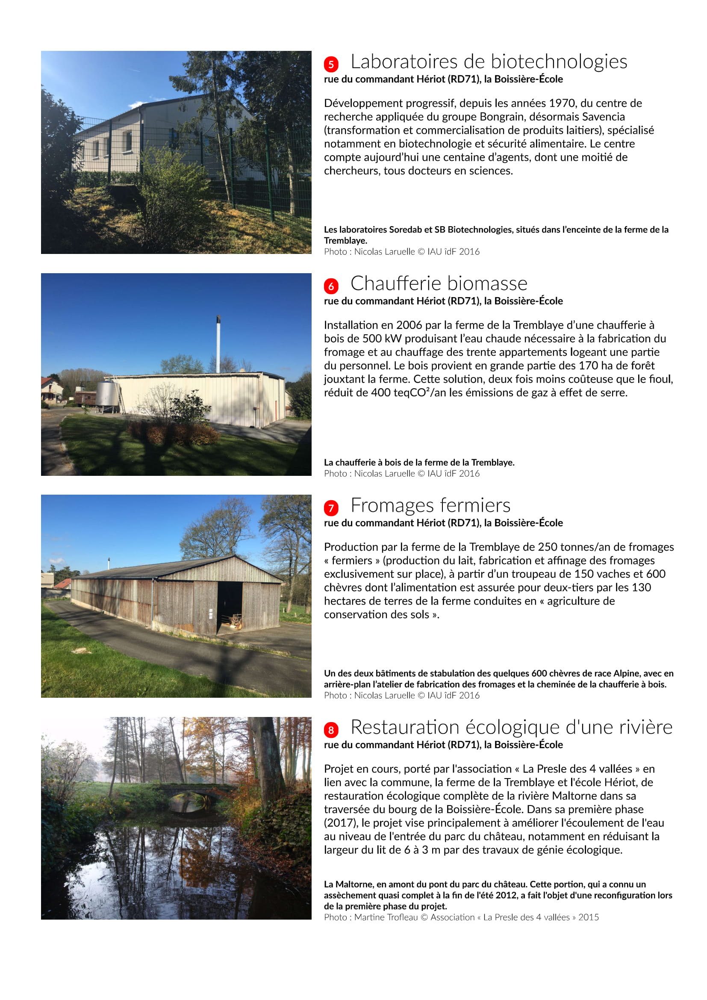 5 Laboratoires de biotechnologies
rue du commandant Hériot (RD71), la Boissière-École
Développement progressif, depuis les années 1970, du centre de
recherche appliquée du groupe Bongrain, désormais Savencia
(transformation et commercialisation de produits laitiers), spécialisé
notamment en biotechnologie et sécurité alimentaire. Le centre
compte aujourd’hui une centaine d’agents, dont une moitié de
chercheurs, tous docteurs en sciences.
Les laboratoires Soredab et SB Biotechnologies, situés dans l’enceinte de la ferme de la
Tremblaye.
Photo : Nicolas Laruelle © IAU îdF 2016
6 Chaufferie biomasse
rue du commandant Hériot (RD71), la Boissière-École
Installation en 2006 par la ferme de la Tremblaye d’une chaufferie à
bois de 500 kW produisant l’eau chaude nécessaire à la fabrication du
fromage et au chauffage des trente appartements logeant une partie
du personnel. Le bois provient en grande partie des 170 ha de forêt
jouxtant la ferme. Cette solution, deux fois moins coûteuse que le fioul,
réduit de 400 teqCO²/an les émissions de gaz à effet de serre.
La chaufferie à bois de la ferme de la Tremblaye.
Photo : Nicolas Laruelle © IAU îdF 2016
7 Fromages fermiers
rue du commandant Hériot (RD71), la Boissière-École
Production par la ferme de la Tremblaye de 250 tonnes/an de fromages
« fermiers » (production du lait, fabrication et affinage des fromages
exclusivement sur place), à partir d’un troupeau de 150 vaches et 600
chèvres dont l’alimentation est assurée pour deux-tiers par les 130
hectares de terres de la ferme conduites en « agriculture de
conservation des sols ».
Un des deux bâtiments de stabulation des quelques 600 chèvres de race Alpine, avec en
arrière-plan l’atelier de fabrication des fromages et la cheminée de la chaufferie à bois.
Photo : Nicolas Laruelle © IAU îdF 2016
8 Restauration écologique d'une rivière
rue du commandant Hériot (RD71), la Boissière-École
Projet en cours, porté par l'association « La Presle des 4 vallées » en
lien avec la commune, la ferme de la Tremblaye et l'école Hériot, de
restauration écologique complète de la rivière Maltorne dans sa
traversée du bourg de la Boissière-École. Dans sa première phase
(2017), le projet vise principalement à améliorer l'écoulement de l'eau
au niveau de l'entrée du parc du château, notamment en réduisant la
largeur du lit de 6 à 3 m par des travaux de génie écologique.
La Maltorne, en amont du pont du parc du château. Cette portion, qui a connu un
assèchement quasi complet à la fin de l'été 2012, a fait l'objet d'une reconfiguration lors
de la première phase du projet.
Photo : Martine Trofleau © Association « La Presle des 4 vallées » 2015